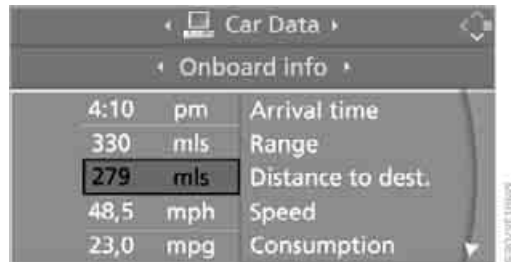 Car Data
Onboard info
4:10 pm Arrival time
330 mls Range
279 mls Distance to dest.
48,5 mph Speed
23,0 mpg Consumption